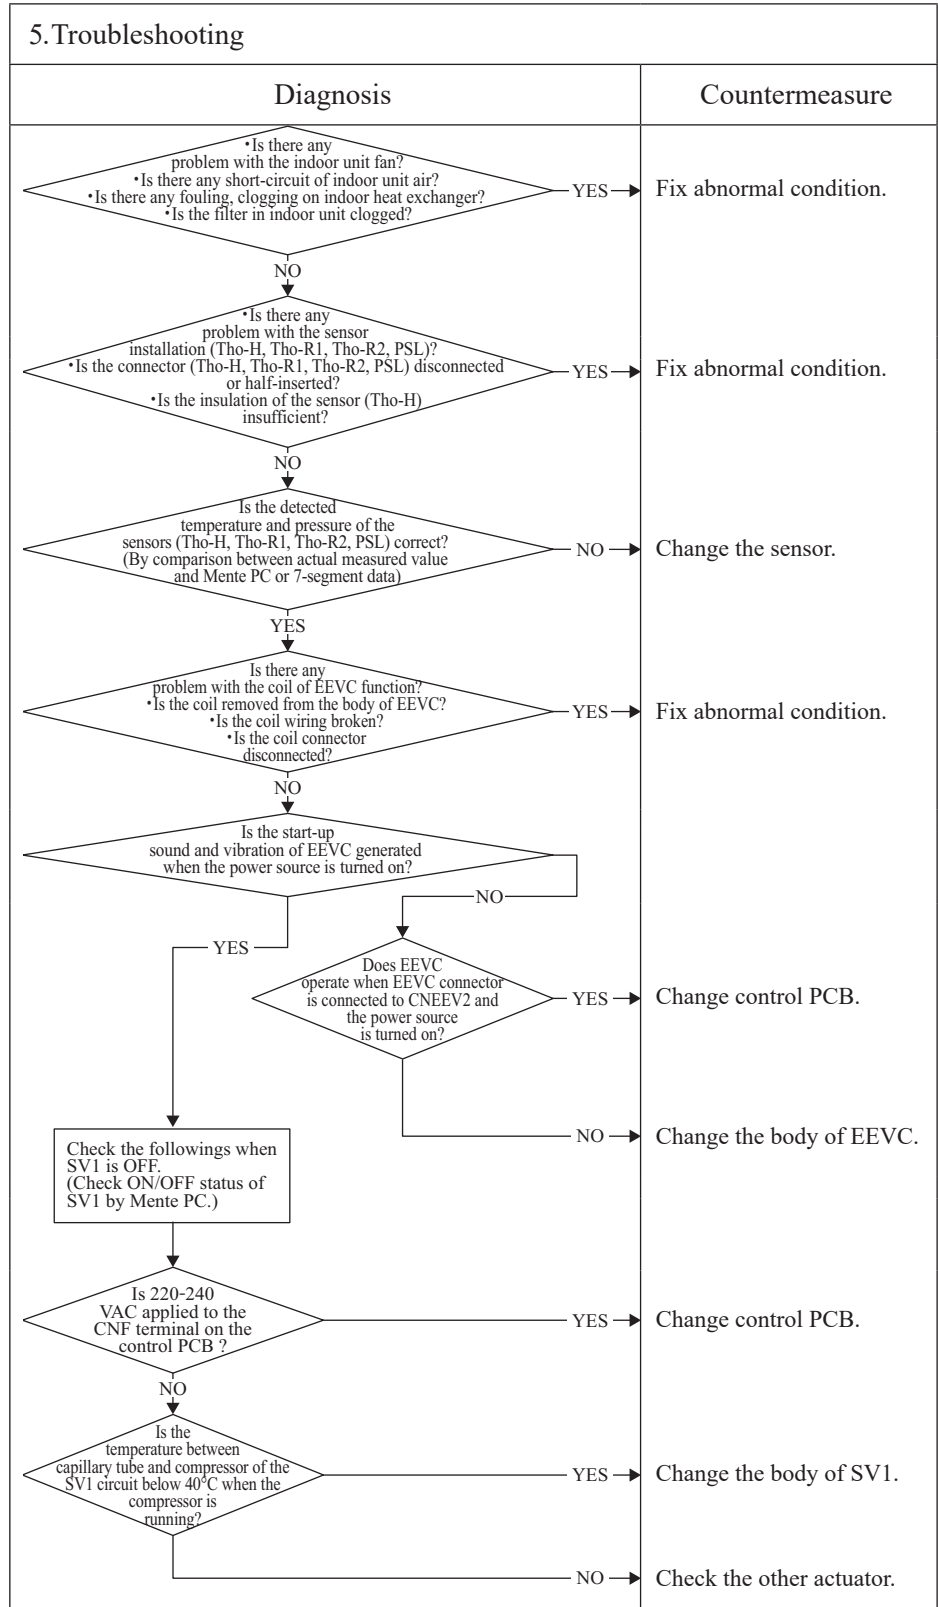 5.Troubleshooting
Diagnosis
Countermeasure
•Is there any
problem with the indoor unit fan?
•Is there any short-circuit of indoor unit air?
•Is there any fouling, clogging on indoor heat exchanger?
•Is the filter in indoor unit clogged?
YES
Fix abnormal condition.
NO
•Is there any
problem with the sensor
installation (Tho-H, Tho-R1, Tho-R2, PSL)?
•Is the connector (Tho-H, Tho-R1, Tho-R2, PSL) disconnected
or half-inserted?
•Is the insulation of the sensor (Tho-H)
insufficient?
YES
Fix abnormal condition.
NO
Is the detected
temperature and pressure of the
sensors (Tho-H, Tho-R1, Tho-R2, PSL) correct?
(By comparison between actual measured value
and Mente PC or 7-segment data)
NO
Change the sensor.
YES
Is there any
problem with the coil of EEVC function?
•Is the coil removed from the body of EEVC?
•Is the coil wiring broken?
•Is the coil connector
disconnected?
YES
Fix abnormal condition.
NO
Is the start-up
sound and vibration of EEVC generated
when the power source is turned on?
NO
YES
Does EEVC
operate when EEVC connector
is connected to CNEEV2 and
the power source
is turned on?
YES
Change control PCB.
NO
Change the body of EEVC.
Check the followings when
SV1 is OFF.
(Check ON/OFF status of
SV1 by Mente PC.)
Is 220-240
VAC applied to the
CNF terminal on the
control PCB ?
YES
Change control PCB.
NO
Is the
temperature between
capillary tube and compressor of the
SV1 circuit below 40°C when the
compressor is
running?
YES
Change the body of SV1.
NO
Check the other actuator.